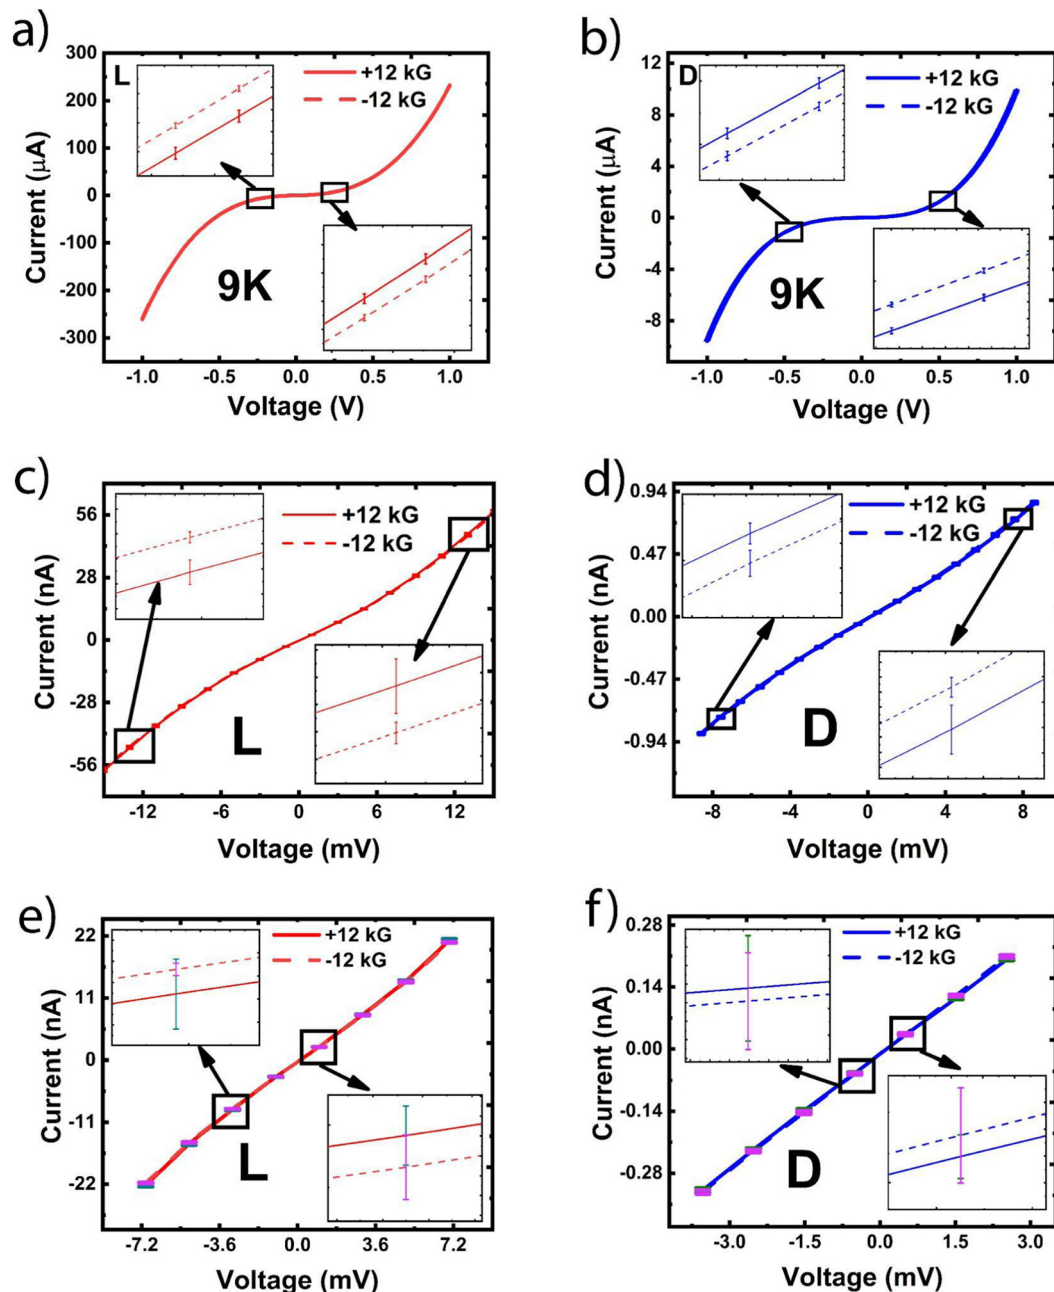 a)
L
+12 kG
-12 kG
9K
300
200
100
0
-100
-200
-300
Current (μA)
-1.0 -0.5 0.0 0.5 1.0
Voltage (V)
b)
D
+12 kG
-12 kG
9K
12
8
4
0
-4
-8
Current (μA)
-1.0 -0.5 0.0 0.5 1.0
Voltage (V)
c)
+12 kG
-12 kG
L
56
28
0
-28
-56
Current (nA)
-12 -6 0 6 12
Voltage (mV)
d)
+12 kG
-12 kG
D
0.94
0.47
0.00
-0.47
-0.94
Current (nA)
-8 -4 0 4 8
Voltage (mV)
e)
+12 kG
-12 kG
L
22
11
0
-11
-22
Current (nA)
-7.2 -3.6 0.0 3.6 7.2
Voltage (mV)
f)
+12 kG
-12 kG
D
0.28
0.14
0.00
-0.14
-0.28
Current (nA)
-3.0 -1.5 0.0 1.5 3.0
Voltage (mV)